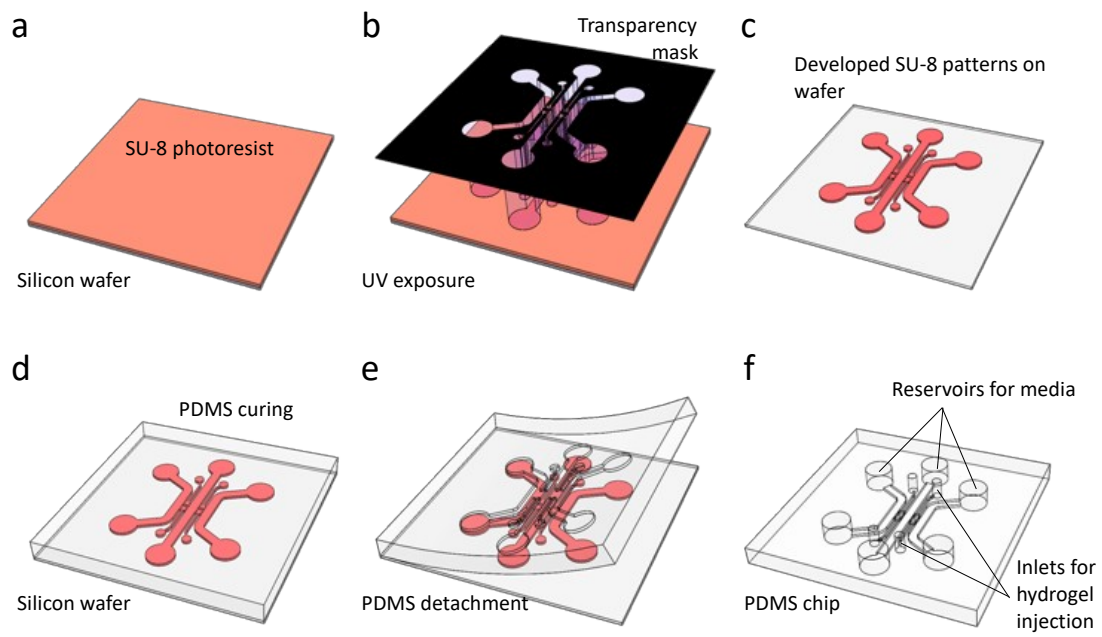 a
SU-8 photoresist
Silicon wafer
b
Transparency
mask
UV exposure
c
Developed SU-8 patterns on
wafer
d
PDMS curing
Silicon wafer
e
PDMS detachment
f
Reservoirs for media
Inlets for
hydrogel
injection
PDMS chip